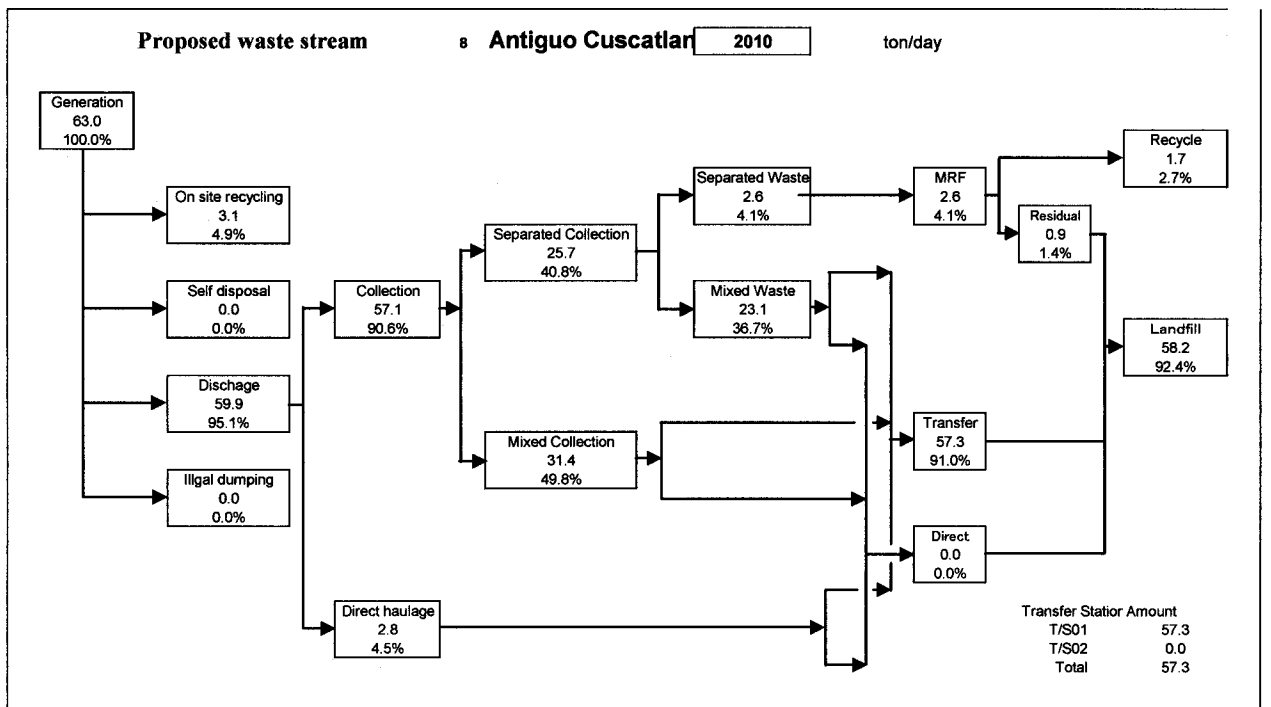 Proposed waste stream 8 Antiguo Cuscatlan 2010 ton/day
Generation
63.0
100.0%
On site recycling
3.1
4.9%
Self disposal
0.0
0.0%
Dischage
59.9
95.1%
Illgal dumping
0.0
0.0%
Collection
57.1
90.6%
Direct haulage
2.8
4.5%
Separated Collection
25.7
40.8%
Mixed Collection
31.4
49.8%
Separated Waste
2.6
4.1%
Mixed Waste
23.1
36.7%
MRF
2.6
4.1%
Transfer
57.3
91.0%
Direct
0.0
0.0%
Residual
0.9
1.4%
Recycle
1.7
2.7%
Landfill
58.2
92.4%
Transfer Statior Amount
T/S01 57.3
T/S02 0.0
Total 57.3